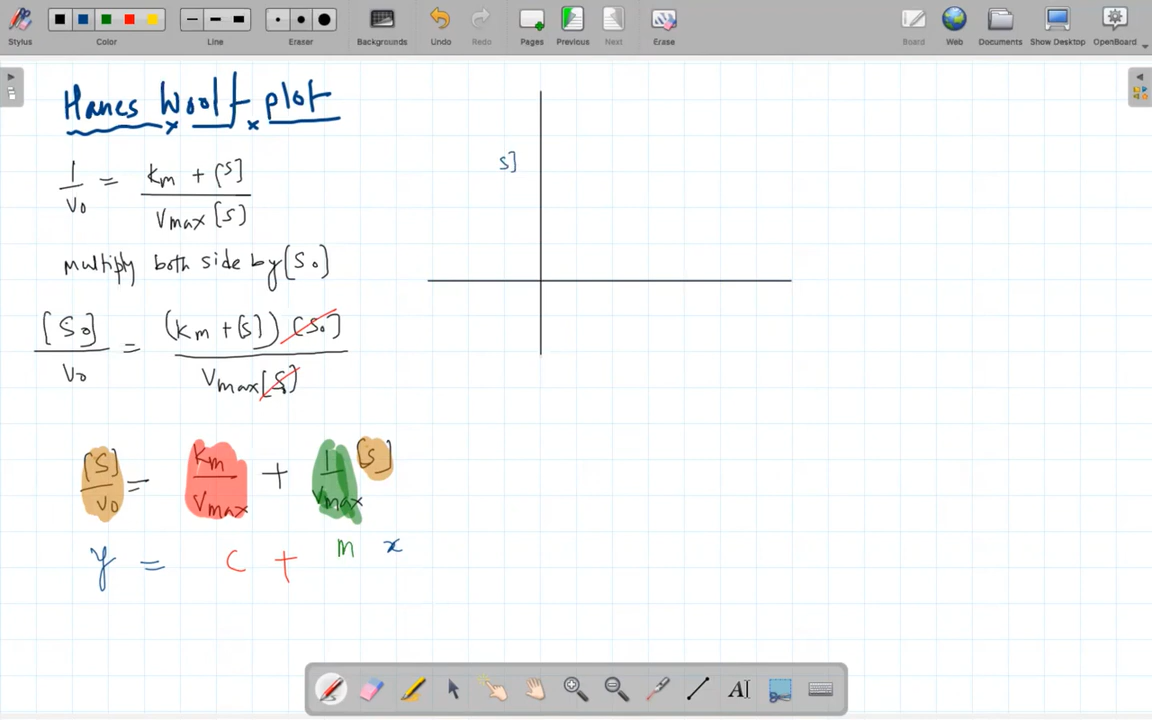 Stylus Color Line Eraser Backgrounds Undo Redo Pages Previous Next Erase Board Web Documents Show Desktop OpenBoard
Hanes Woolf plot
1/V0 = Km + [S] / Vmax [S]
multiply both side by [S0]
[S0]/V0 = (Km + [S]) [S0] / Vmax [S]
[S]/V0 = Km/Vmax + 1/Vmax [S]
y = C + m x
S]